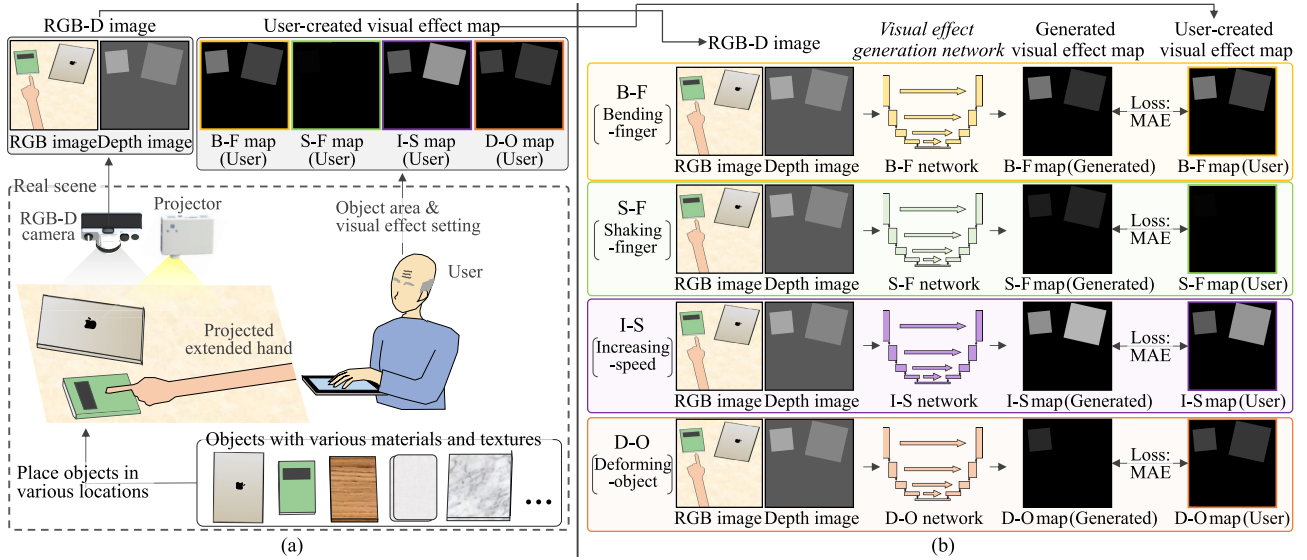 RGB-D image
User-created visual effect map
RGB image
Depth image
B-F map
(User)
S-F map
(User)
I-S map
(User)
D-O map
(User)
Real scene
RGB-D
camera
Projector
Object area &
visual effect setting
User
Projected
extended hand
Place objects in
various locations
Objects with various materials and textures
(a)
RGB-D image
Visual effect
generation network
Generated
visual effect map
User-created
visual effect map
B-F
Bending
-finger
RGB image
Depth image
B-F network
B-F map (Generated)
Loss:
MAE
B-F map (User)
S-F
Shaking
-finger
RGB image
Depth image
S-F network
S-F map (Generated)
Loss:
MAE
S-F map (User)
I-S
Increasing
-speed
RGB image
Depth image
I-S network
I-S map (Generated)
Loss:
MAE
I-S map (User)
D-O
Deforming
-object
RGB image
Depth image
D-O network
D-O map (Generated)
Loss:
MAE
D-O map (User)
(b)